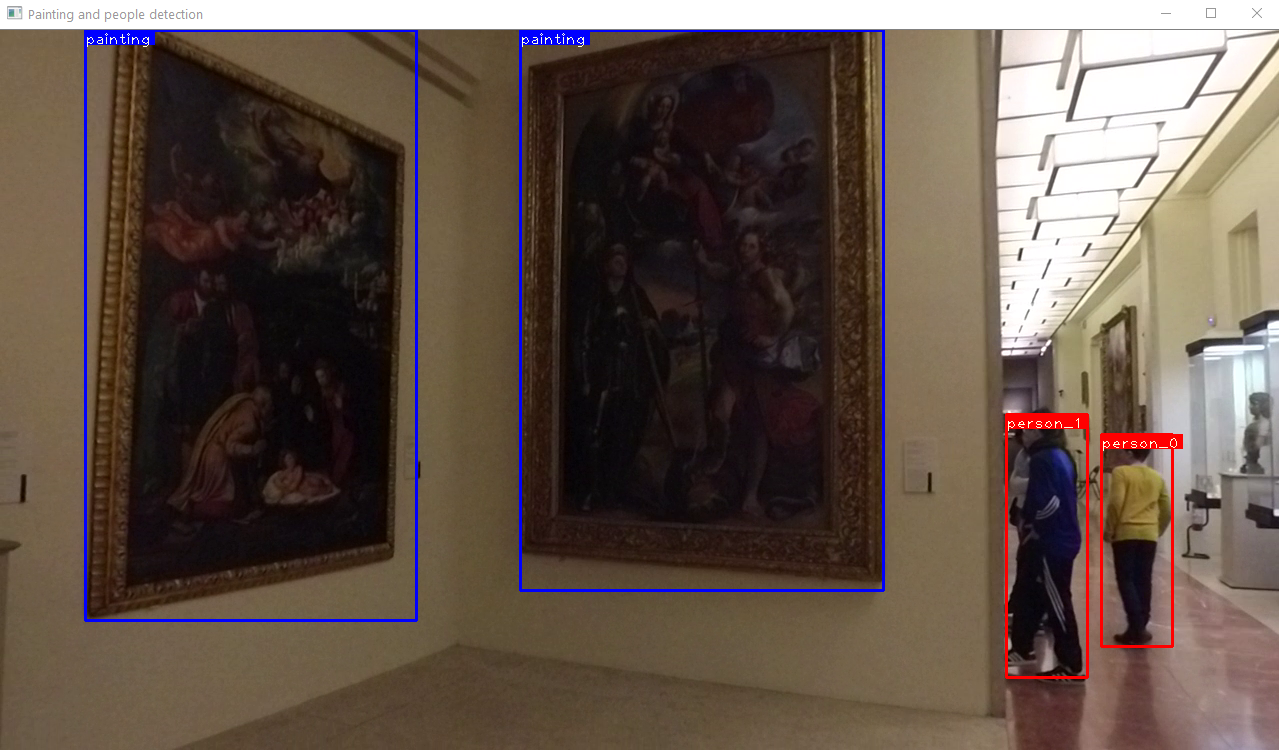 Painting and people detection
painting
painting
person_1
person_0